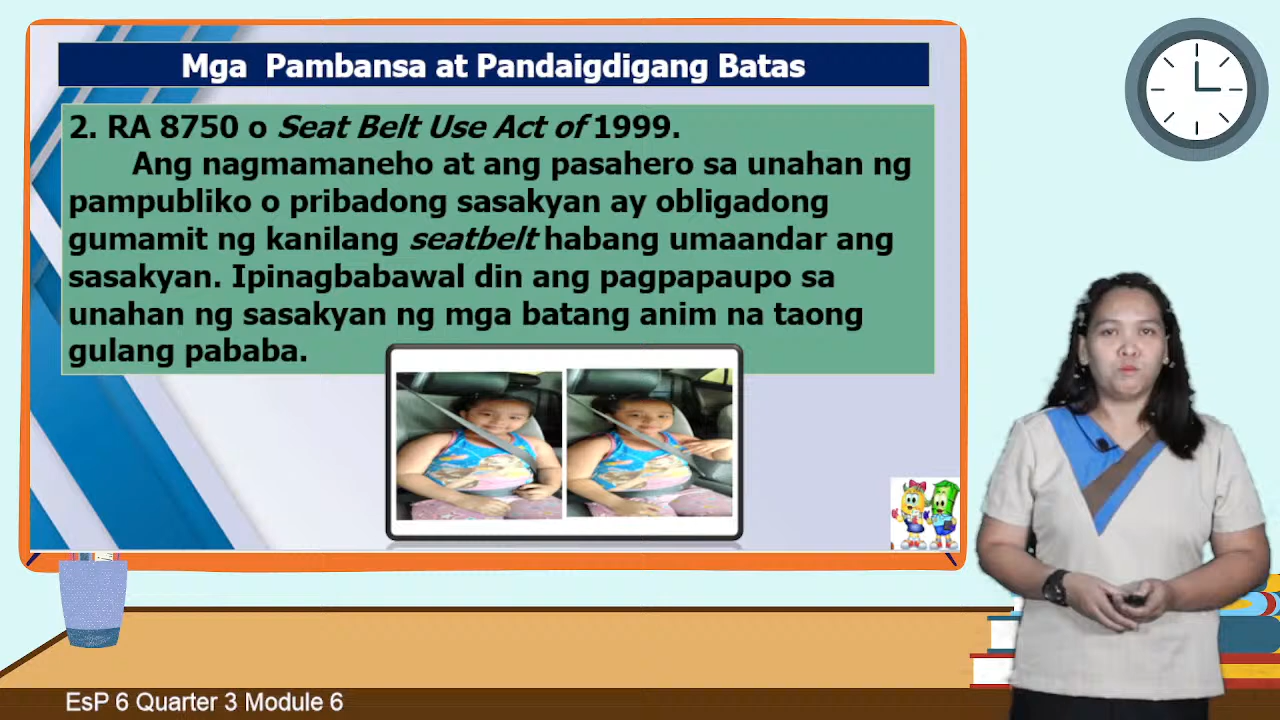 Mga Pambansa at Pandaigdigang Batas
2. RA 8750 o Seat Belt Use Act of 1999.
Ang nagmamaneho at ang pasahero sa unahan ng
pampubliko o pribadong sasakyan ay obligadong
gumamit ng kanilang seatbelt habang umaandar ang
sasakyan. Ipinagbabawal din ang pagpapaupo sa
unahan ng sasakyan ng mga batang anim na taong
gulang pababa.
EsP 6 Quarter 3 Module 6